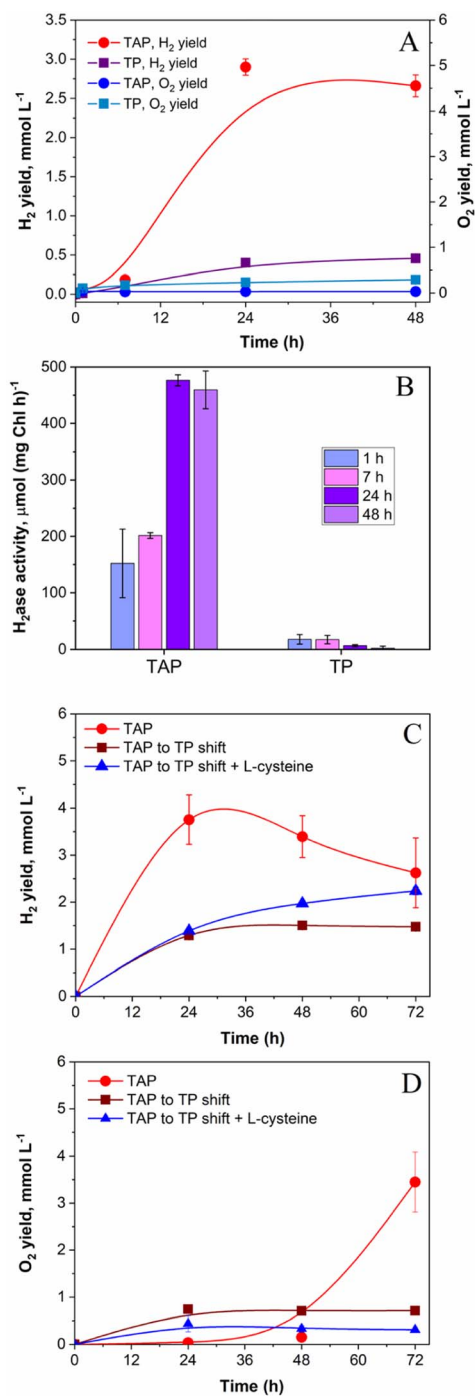 A
TAP, H₂ yield
TP, H₂ yield
TAP, O₂ yield
TP, O₂ yield
H₂ yield, mmol L⁻¹
3.5
3.0
2.5
2.0
1.5
1.0
0.5
0.0
O₂ yield, mmol L⁻¹
6
5
4
3
2
1
0
0 12 24 36 48
Time (h)
B
H₂ase activity, μmol (mg Chl h)⁻¹
500
400
300
200
100
0
1 h
7 h
24 h
48 h
TAP TP
C
TAP
TAP to TP shift
TAP to TP shift + L-cysteine
H₂ yield, mmol L⁻¹
6
5
4
3
2
1
0
0 12 24 36 48 60 72
Time (h)
D
TAP
TAP to TP shift
TAP to TP shift + L-cysteine
O₂ yield, mmol L⁻¹
6
5
4
3
2
1
0
0 12 24 36 48 60 72
Time (h)